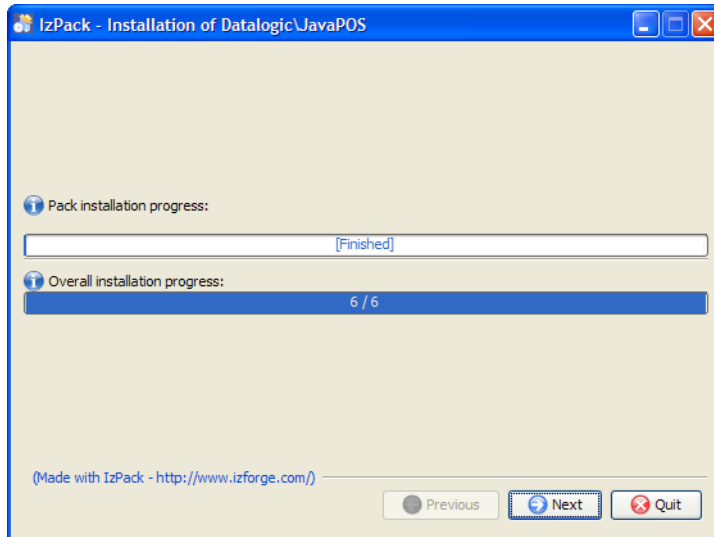 IzPack - Installation of Datalogic\JavaPOS
Pack installation progress:
[Finished]
Overall installation progress:
6 / 6
(Made with IzPack - http://www.izforge.com/)
Previous
Next
Quit